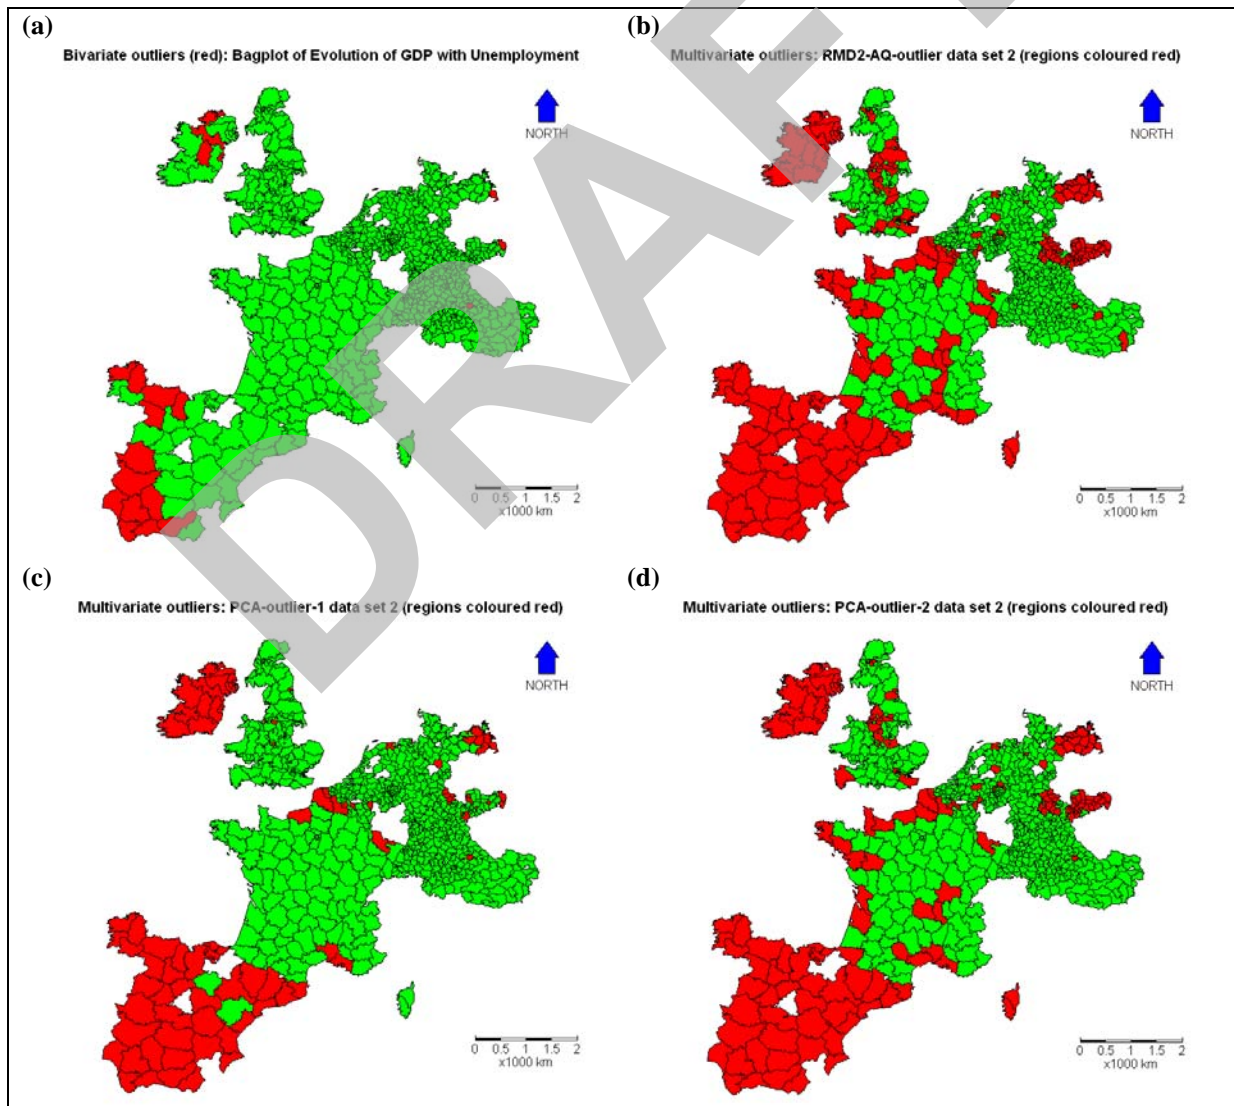 (a)
Bivariate outliers (red): Bagplot of Evolution of GDP with Unemployment
NORTH
0 0.5 1 1.5 2
x1000 km
(b)
Multivariate outliers: RMD2-AQ-outlier data set 2 (regions coloured red)
NORTH
0 0.5 1 1.5 2
x1000 km
(c)
Multivariate outliers: PCA-outlier-1 data set 2 (regions coloured red)
NORTH
0 0.5 1 1.5 2
x1000 km
(d)
Multivariate outliers: PCA-outlier-2 data set 2 (regions coloured red)
NORTH
0 0.5 1 1.5 2
x1000 km
DRAF